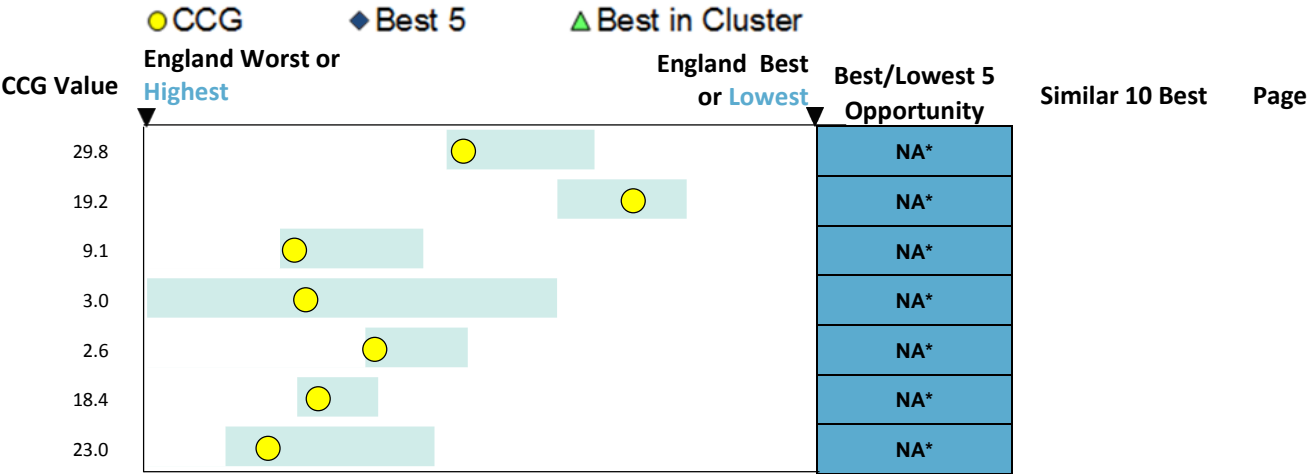 CCG Best 5 Best in Cluster
CCG Value
England Worst or
Highest
England Best
or Lowest
Best/Lowest 5
Opportunity
Similar 10 Best
Page
29.8 NA*
19.2 NA*
9.1 NA*
3.0 NA*
2.6 NA*
18.4 NA*
23.0 NA*